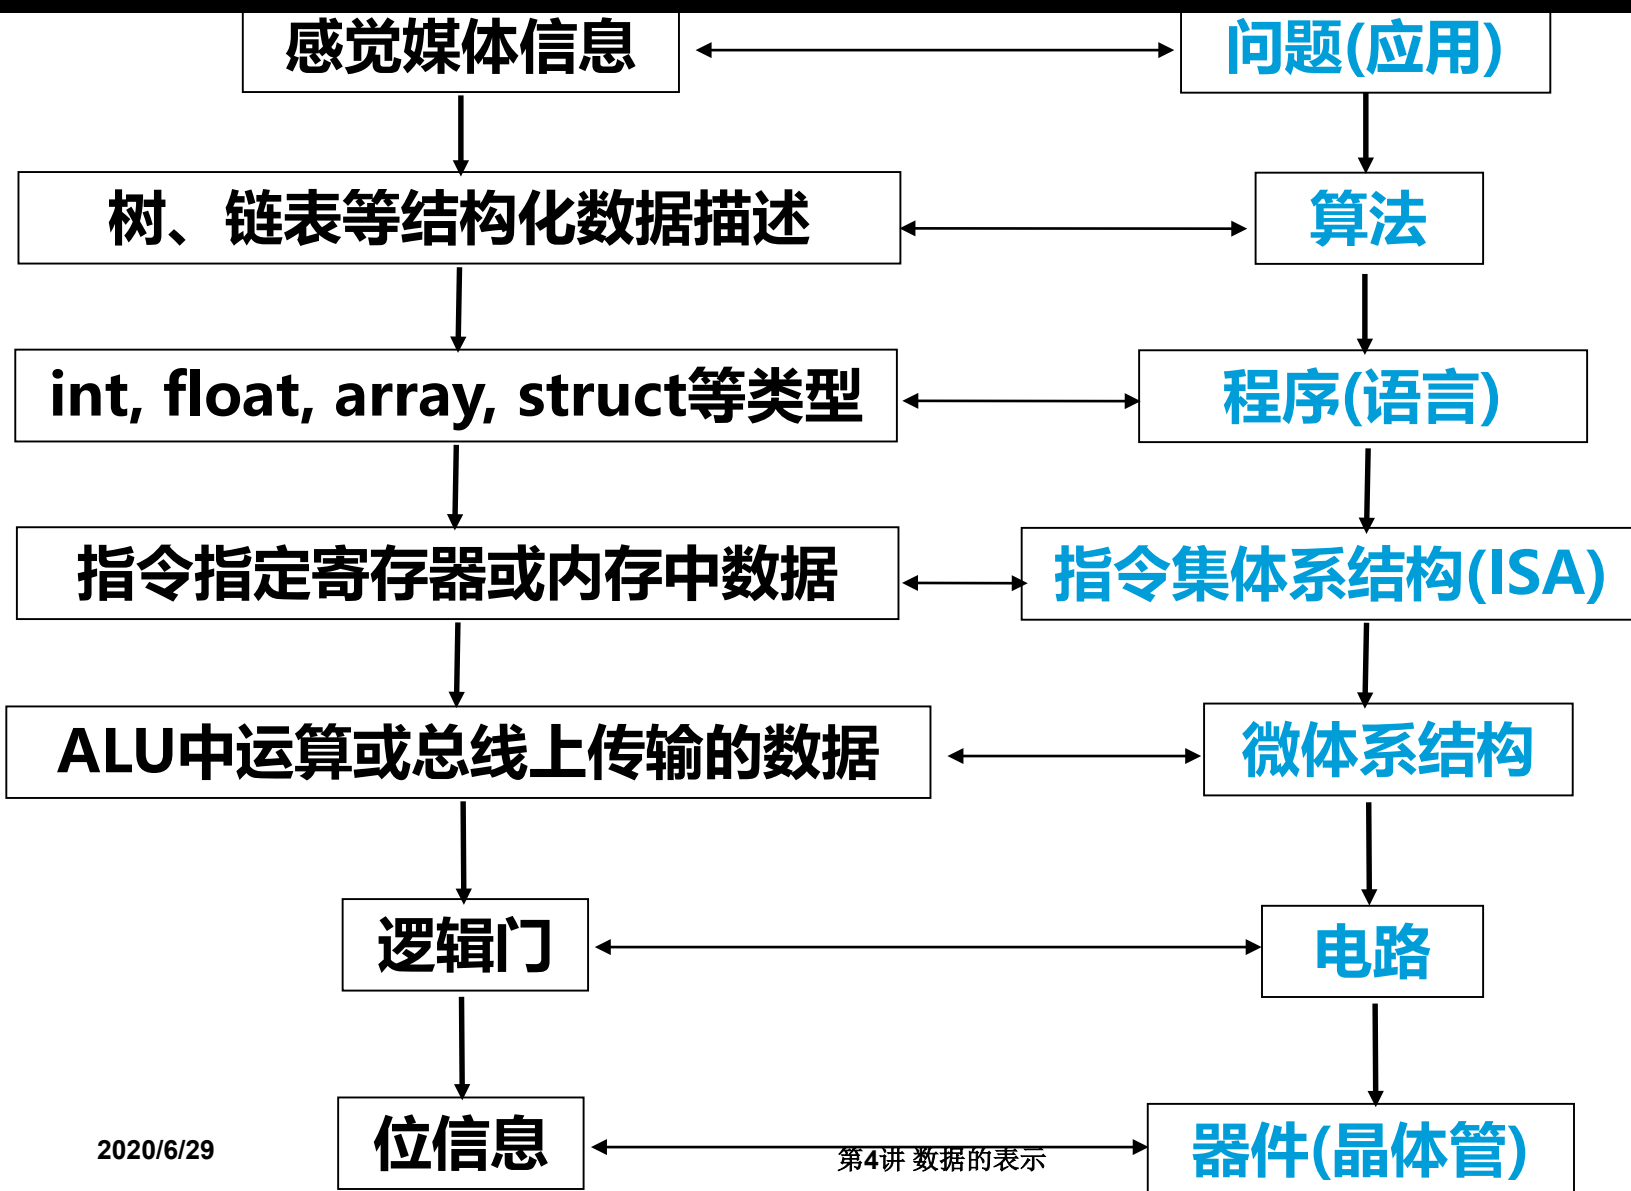 感觉媒体信息
问题(应用)
树、链表等结构化数据描述
算法
int, float, array, struct等类型
程序(语言)
指令指定寄存器或内存中数据
指令集体系结构(ISA)
ALU中运算或总线上传输的数据
微体系结构
逻辑门
电路
位信息
器件(晶体管)
2020/6/29
第4讲 数据的表示